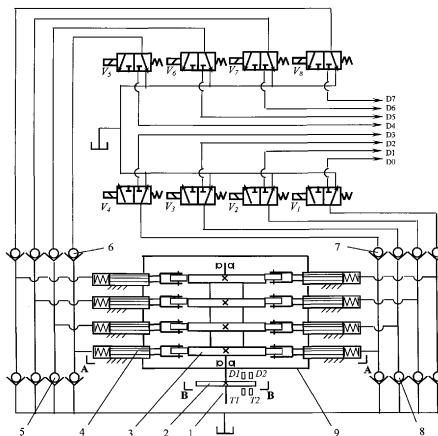 V5 V6 V7 V8
D7
D6
D5
D4
D3
D2
D1
D0
V4 V3 V2 V1
6 7
A A
D1 D2
B B
T1 T2
5 4 3 2 1 9 8